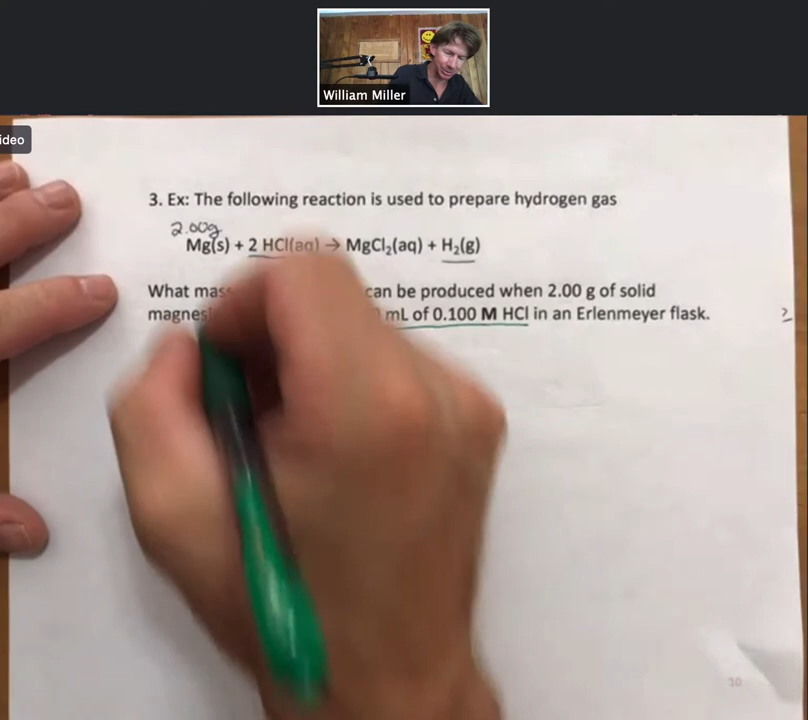 William Miller
ideo
3. Ex: The following reaction is used to prepare hydrogen gas
2.00g
Mg(s) + 2 HCl(aq) → MgCl₂(aq) + H₂(g)
What mas can be produced when 2.00 g of solid
magnesi mL of 0.100 M HCl in an Erlenmeyer flask.
10